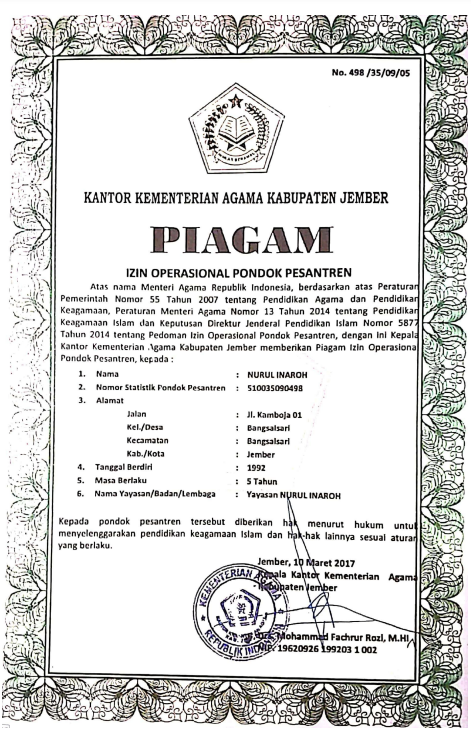 No. 498 /35/09/05
KANTOR KEMENTERIAN AGAMA KABUPATEN JEMBER
PIAGAM
IZIN OPERASIONAL PONDOK PESANTREN
Atas nama Menteri Agama Republik Indonesia, berdasarkan atas Peraturan
Pemerintah Nomor 55 Tahun 2007 tentang Pendidikan Agama dan Pendidikan
Keagamaan, Peraturan Menteri Agama Nomor 13 Tahun 2014 tentang Pendidikan
Keagamaan Islam dan Keputusan Direktur Jenderal Pendidikan Islam Nomor 5877
Tahun 2014 tentang Pedoman Izin Operasional Pondok Pesantren, dengan ini Kepala
Kantor Kementerian Agama Kabupaten Jember memberikan Piagam Izin Operasional
Pondok Pesantren, kepada :
1. Nama : NURUL INAROH
2. Nomor Statistik Pondok Pesantren : 510035090498
3. Alamat
Jalan : Jl. Kamboja 01
Kel./Desa : Bangsalsari
Kecamatan : Bangsalsari
Kab./Kota : Jember
4. Tanggal Berdiri : 1992
5. Masa Berlaku : 5 Tahun
6. Nama Yayasan/Badan/Lembaga : Yayasan NURUL INAROH
Kepada pondok pesantren tersebut diberikan hak menurut hukum untuk
menyelenggarakan pendidikan keagamaan Islam dan hak-hak lainnya sesuai aturan
yang berlaku.
Jember, 10 Maret 2017
Kepala Kantor Kementerian Agama
Kabupaten Jember
KEMENTERIAN AGAMA
REPUBLIK INDONESIA
Drs. Mohammad Fachrur Rozi, M.HI
NIP. 19620926 199203 1 002